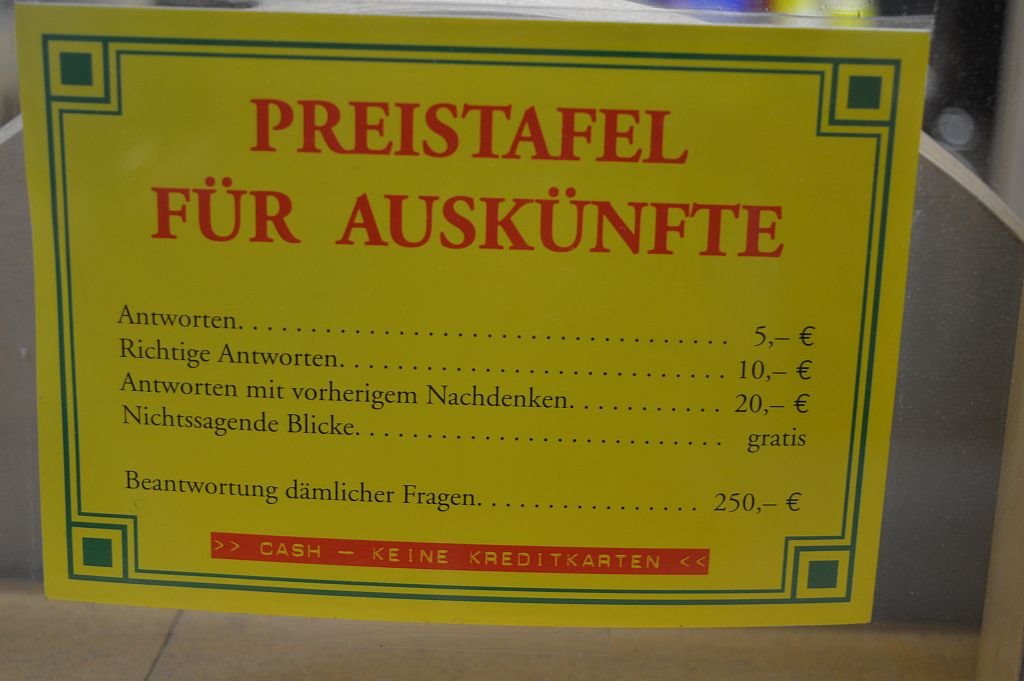 PREISTAFEL
FÜR AUSKÜNFTE
Antworten. . . . . . . . . . . . . . . . . . . . . . . . . . . . . . . . . . . . . . . . . 5,– €
Richtige Antworten. . . . . . . . . . . . . . . . . . . . . . . . . . . . . . . . 10,– €
Antworten mit vorherigem Nachdenken. . . . . . . . . . . 20,– €
Nichtssagende Blicke. . . . . . . . . . . . . . . . . . . . . . . . . . . . . . gratis
Beantwortung dämlicher Fragen. . . . . . . . . . . . . . . . 250,– €
>> CASH – KEINE KREDITKARTEN <<